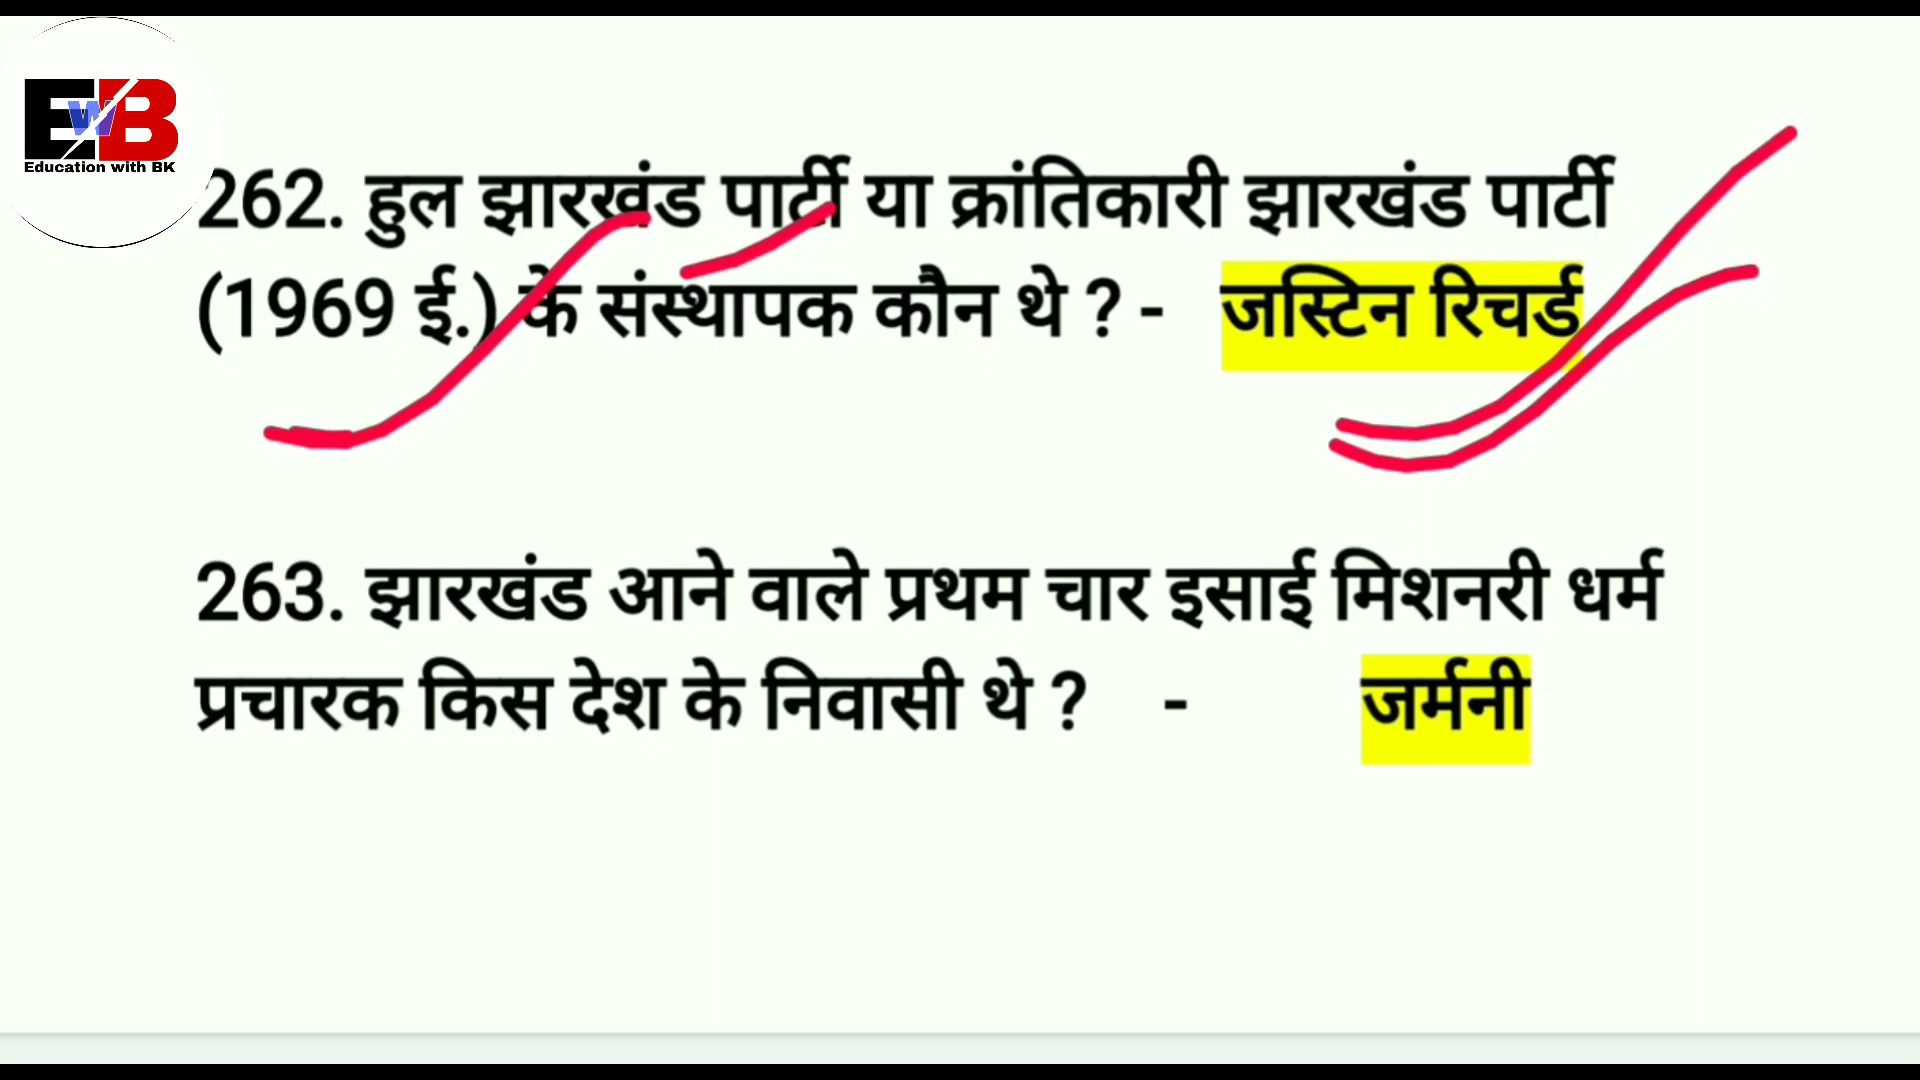 EwB
Education with BK
262. हुल झारखंड पार्टी या क्रांतिकारी झारखंड पार्टी
(1969 ई.) के संस्थापक कौन थे ? - जस्टिन रिचर्ड
263. झारखंड आने वाले प्रथम चार इसाई मिशनरी धर्म
प्रचारक किस देश के निवासी थे ? - जर्मनी